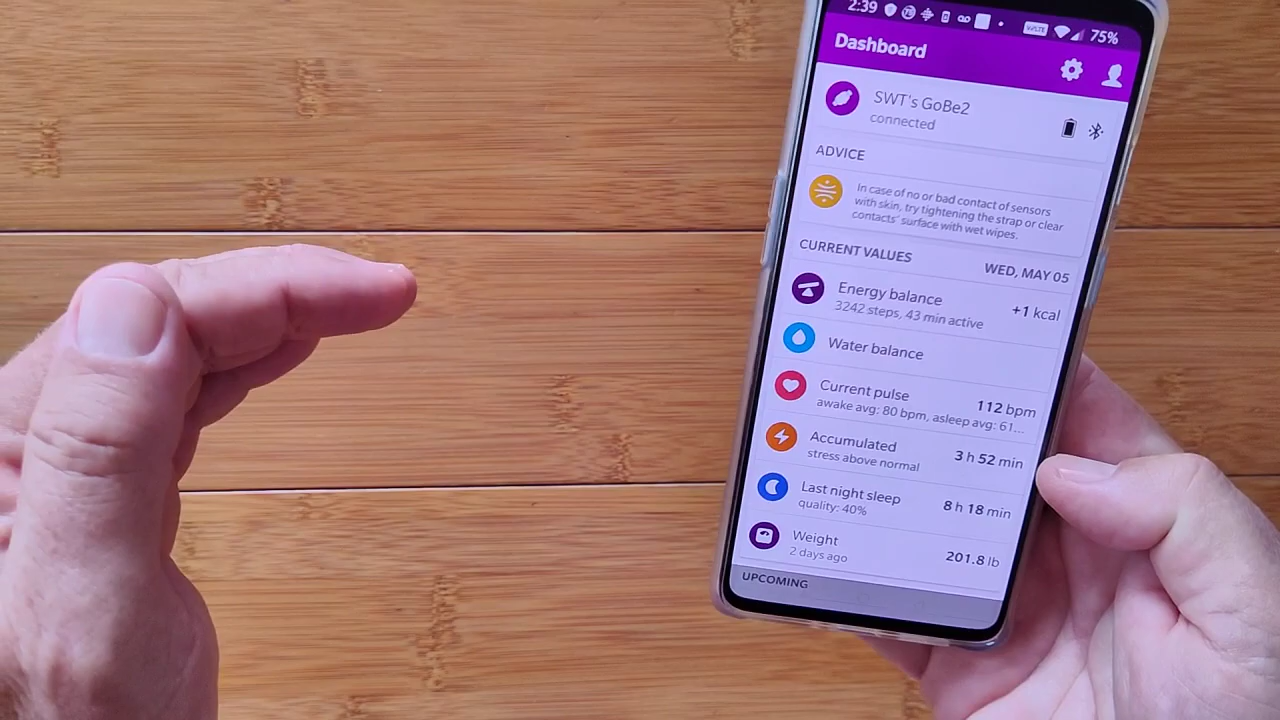 2:39 75%
Dashboard
SWT's GoBe2
connected
ADVICE
In case of no or bad contact of sensors
with skin, try tightening the strap or clear
contacts' surface with wet wipes.
CURRENT VALUES WED, MAY 05
Energy balance +1 kcal
3242 steps, 43 min active
Water balance
Current pulse 112 bpm
awake avg: 80 bpm, asleep avg: 61...
Accumulated 3 h 52 min
stress above normal
Last night sleep 8 h 18 min
quality: 40%
Weight 201.8 lb
2 days ago
UPCOMING